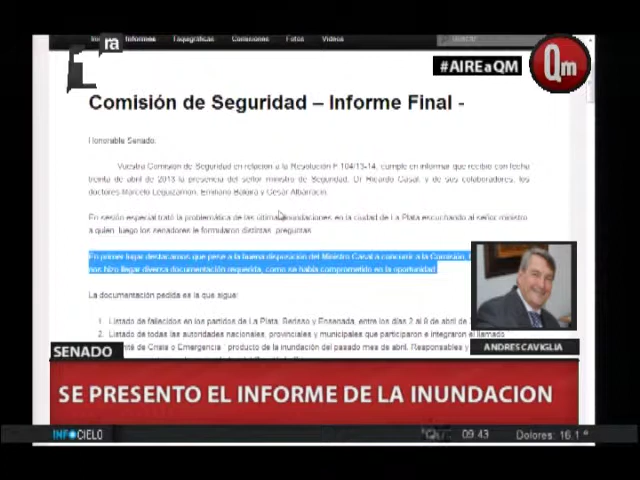 Informes Taquigráficas Comisiones Fotos Videos
1ra
#AIREaQM
Qm
Comisión de Seguridad – Informe Final -
Honorable Senado:
Vuestra Comisión de Seguridad en relación a la Resolución F 104/13-14, cumple en informar que recibió con fecha
treinta de abril de 2013 la presencia del señor ministro de Seguridad, Dr Ricardo Casal, y de sus colaboradores, los
doctores Marcelo Leguizamón, Emiliano Baloira y César Albarracín.
En sesión especial trató la problemática de las últimas inundaciones en la ciudad de La Plata escuchando al señor ministro
a quien luego los senadores le formularon distintas preguntas
En primer lugar destacamos que pese a la buena disposición del Ministro Casal a concurrir a la Comisión,
nos hizo llegar diversa documentación requerida, como se había comprometido en la oportunidad
La documentación pedida es la que sigue:
1. Listado de fallecidos en los partidos de La Plata, Berisso y Ensenada, entre los días 2 al 8 de abril de
2. Listado de todas las autoridades nacionales, provinciales y municipales que participaron e integraron el llamado
de Crisis o Emergencia producto de la inundación del pasado mes de abril. Responsables y
ANDRES CAVIGLIA
SENADO
SE PRESENTO EL INFORME DE LA INUNDACION
INFOCIELO 09:43 Dolores: 16.1°